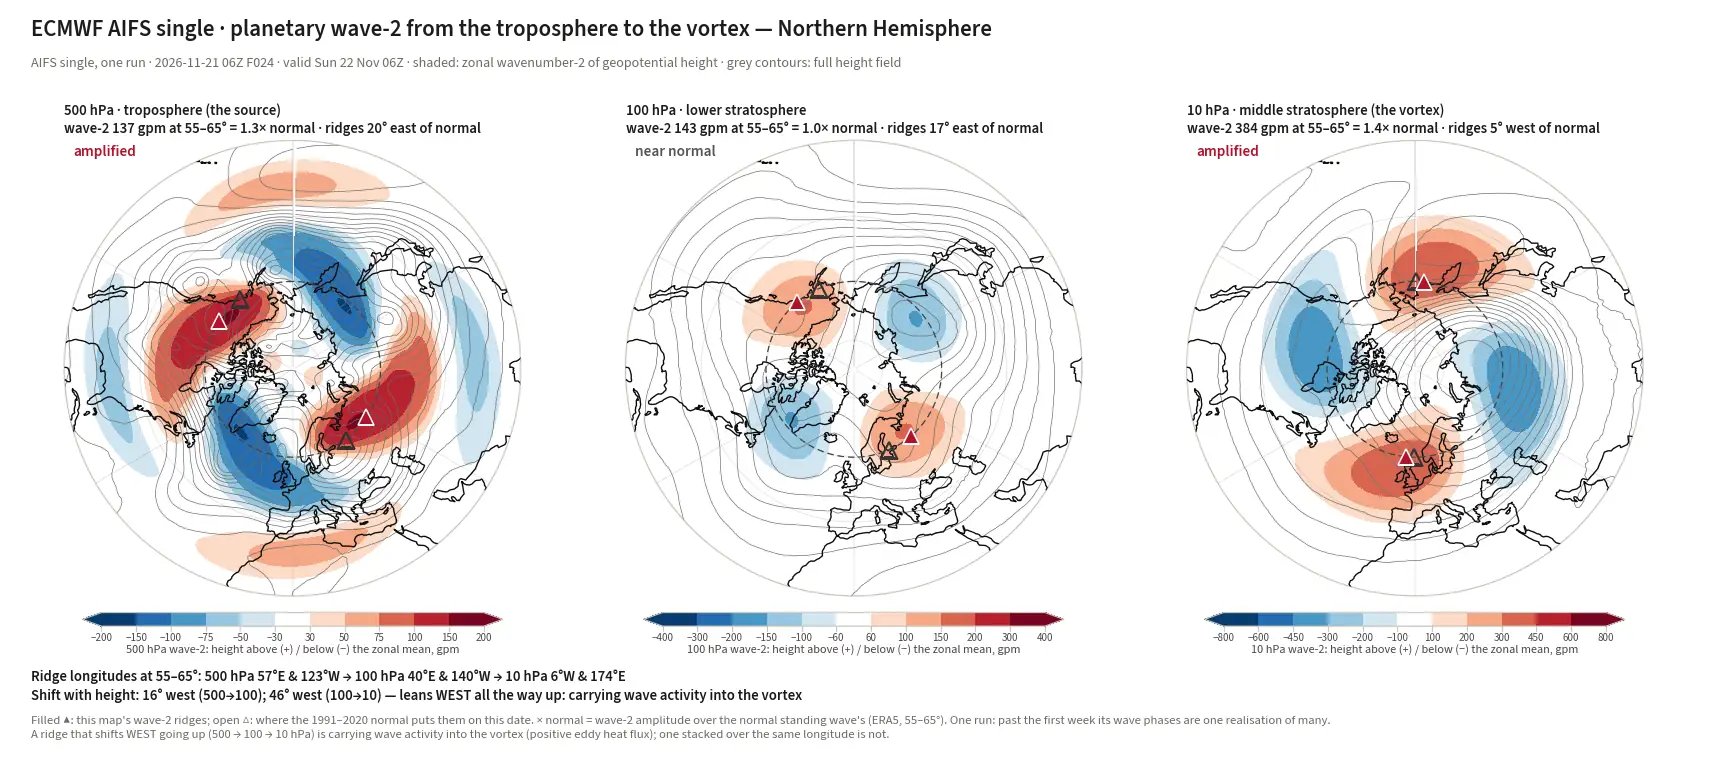 ECMWF AIFS single · planetary wave-2 from the troposphere to the vortex — Northern Hemisphere
AIFS single, one run · 2026-11-21 06Z F024 · valid Sun 22 Nov 06Z · shaded: zonal wavenumber-2 of geopotential height · grey contours: full height field
500 hPa · troposphere (the source)
wave-2 137 gpm at 55–65° = 1.3× normal · ridges 20° east of normal
amplified
100 hPa · lower stratosphere
wave-2 143 gpm at 55–65° = 1.0× normal · ridges 17° east of normal
near normal
10 hPa · middle stratosphere (the vortex)
wave-2 384 gpm at 55–65° = 1.4× normal · ridges 5° west of normal
amplified
−200 −150 −100 −75 −50 −30 30 50 75 100 150 200
500 hPa wave-2: height above (+) / below (−) the zonal mean, gpm
−400 −300 −200 −150 −100 −60 60 100 150 200 300 400
100 hPa wave-2: height above (+) / below (−) the zonal mean, gpm
−800 −600 −450 −300 −200 −100 100 200 300 450 600 800
10 hPa wave-2: height above (+) / below (−) the zonal mean, gpm
Ridge longitudes at 55–65°: 500 hPa 57°E & 123°W → 100 hPa 40°E & 140°W → 10 hPa 6°W & 174°E
Shift with height: 16° west (500→100); 46° west (100→10) — leans WEST all the way up: carrying wave activity into the vortex
Filled ▲: this map's wave-2 ridges; open △: where the 1991–2020 normal puts them on this date. × normal = wave-2 amplitude over the normal standing wave's (ERA5, 55–65°). One run: past the first week its wave phases are one realisation of many.
A ridge that shifts WEST going up (500 → 100 → 10 hPa) is carrying wave activity into the vortex (positive eddy heat flux); one stacked over the same longitude is not.